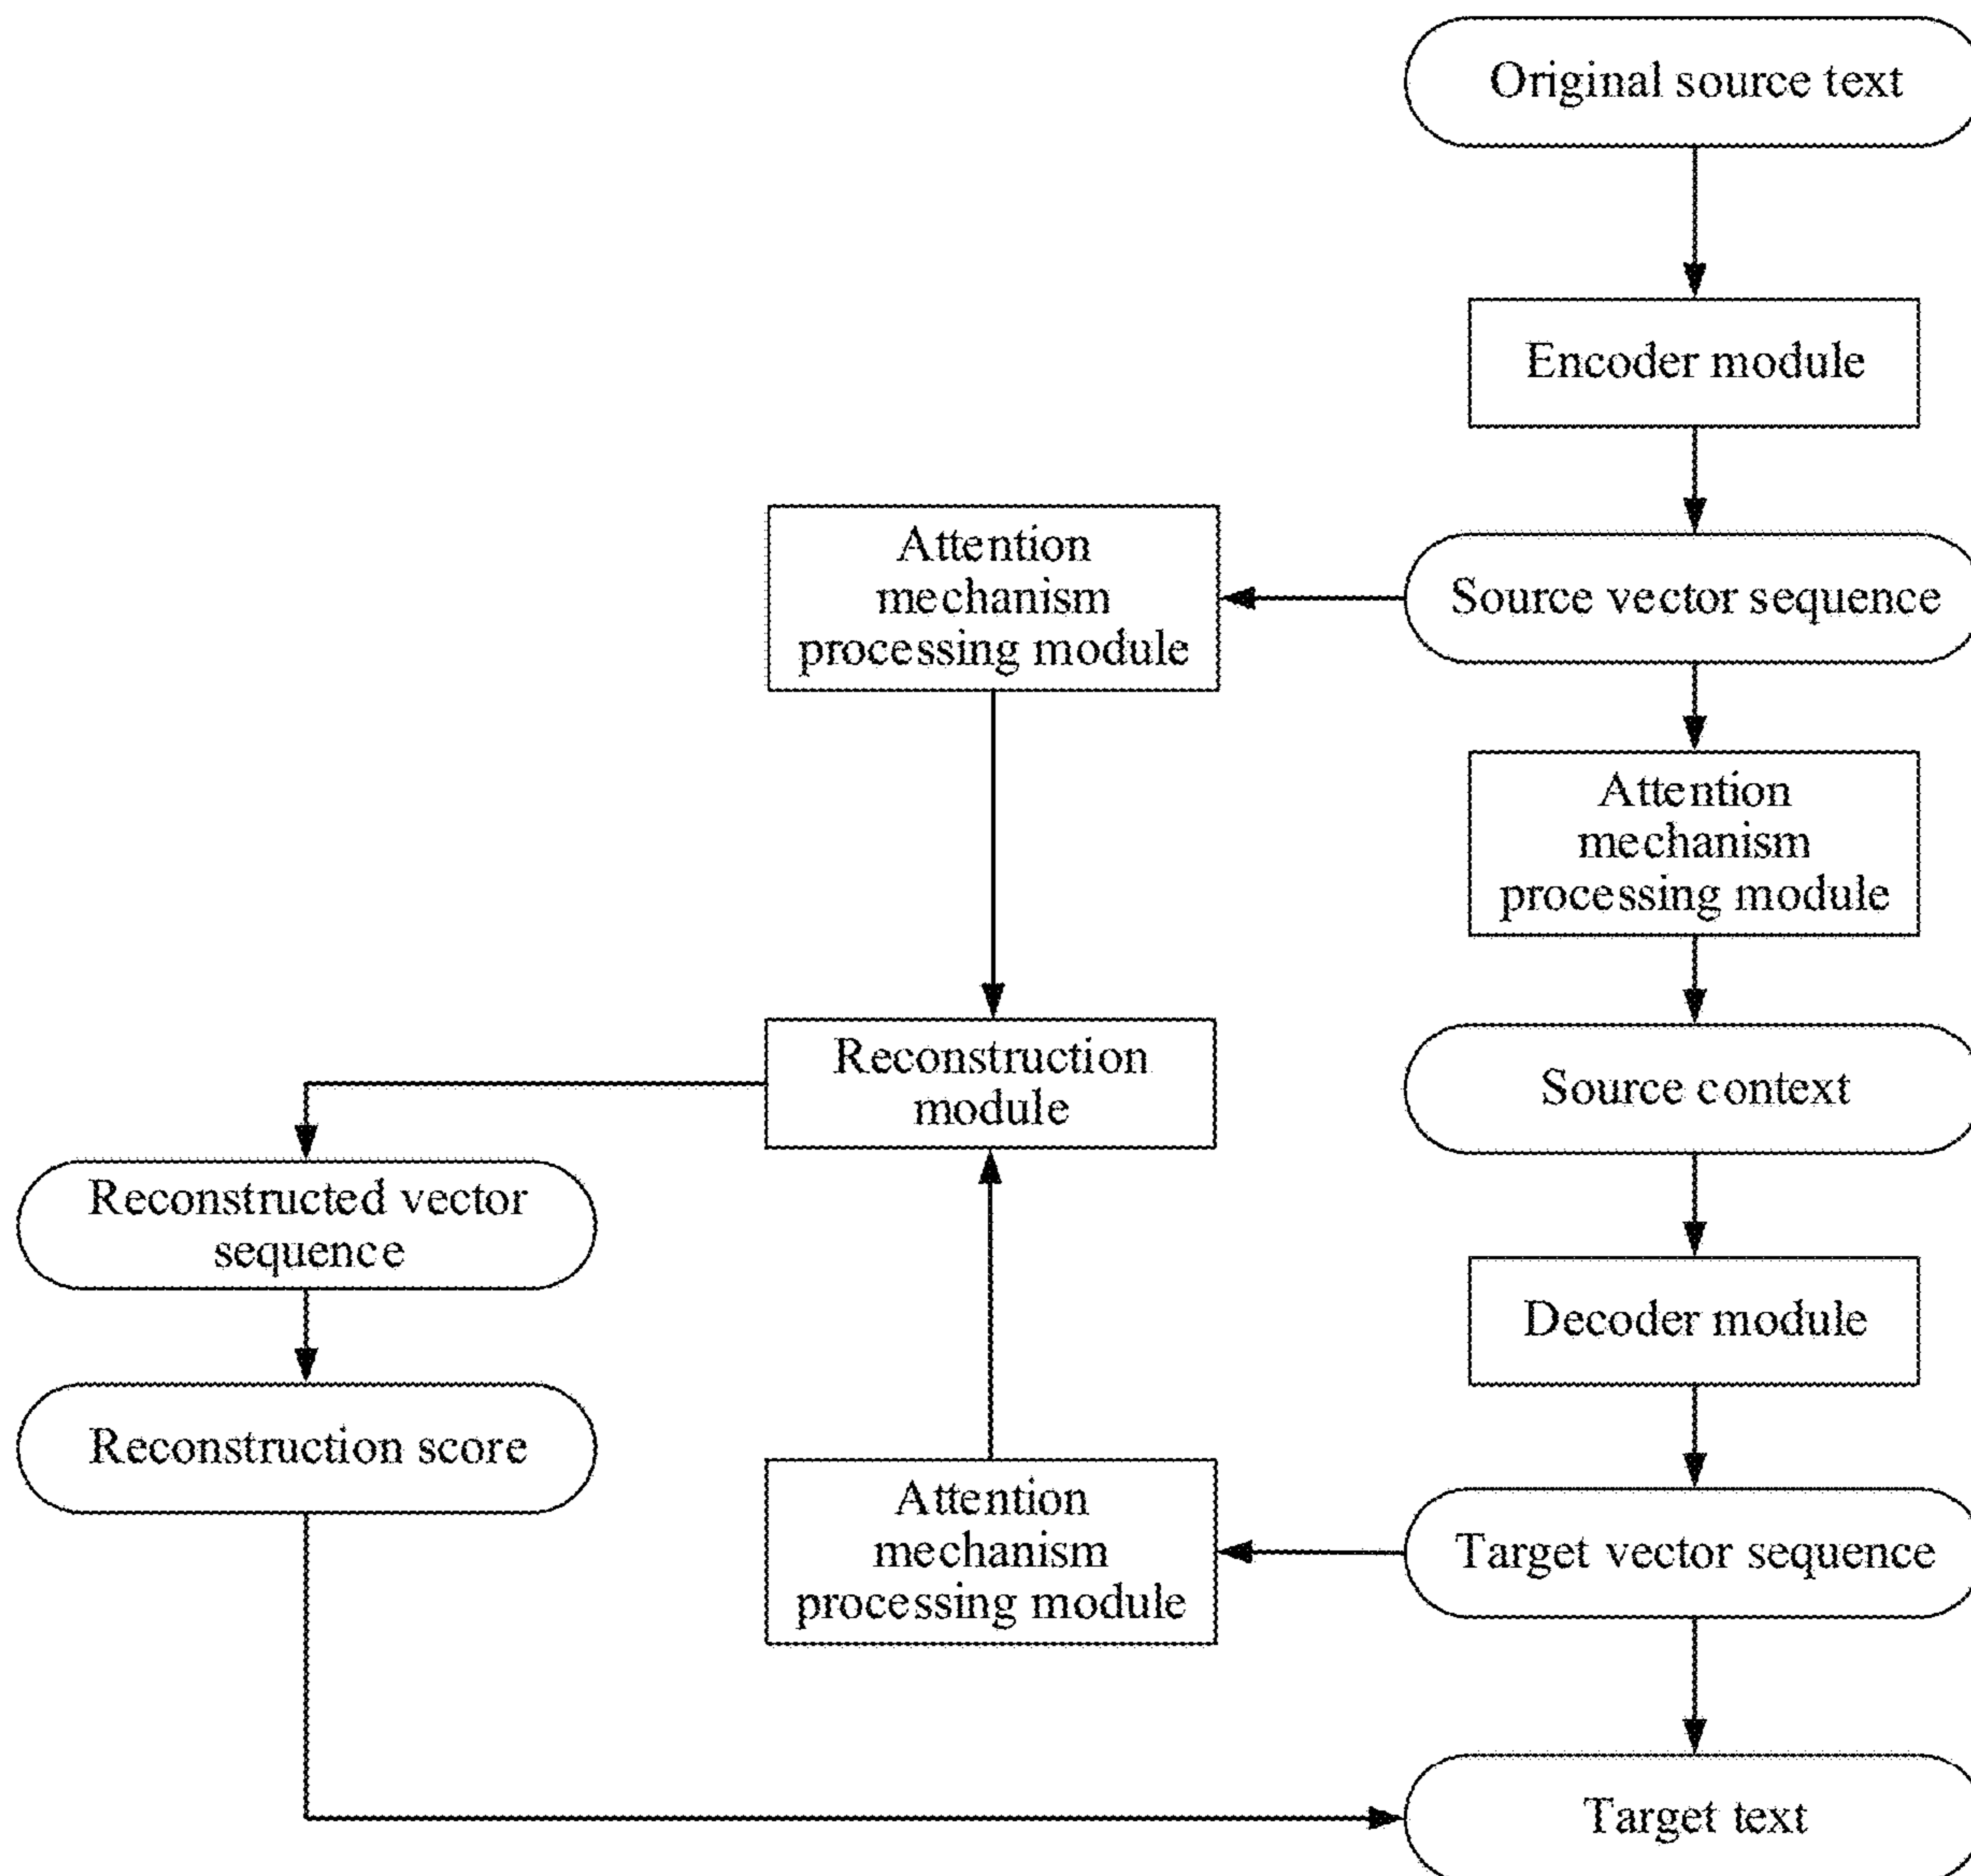 Original source text
Encoder module
Attention
mechanism
processing module
Source vector sequence
Attention
mechanism
processing module
Reconstruction
module
Source context
Reconstructed vector
sequence
Decoder module
Reconstruction score
Attention
mechanism
processing module
Target vector sequence
Target text